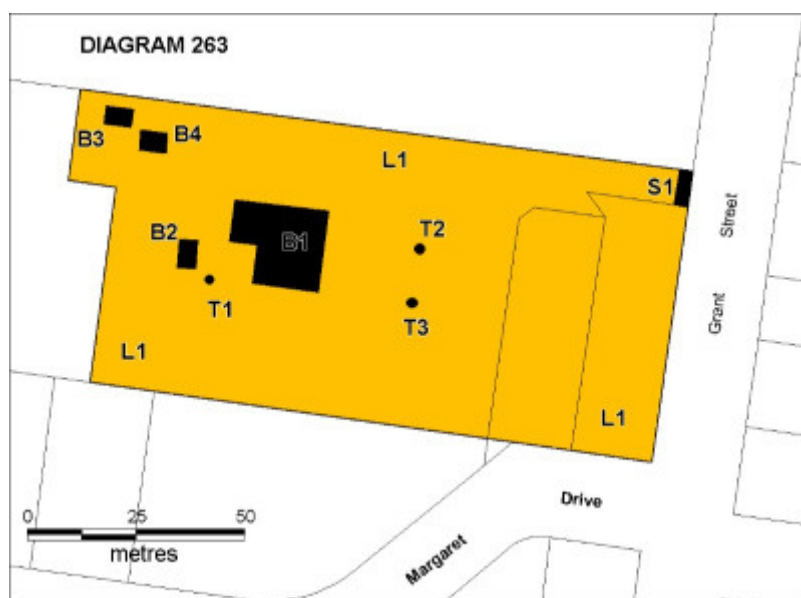 DIAGRAM 263
B3
B4
L1
S1
Street
B2
B1
T2
T1
T3
Grant
L1
L1
Drive
Margaret
0 25 50
metres